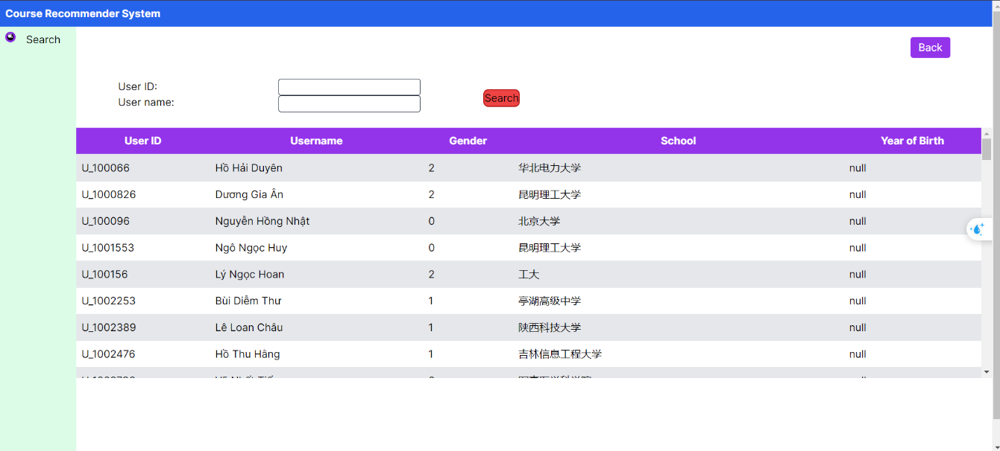 Course Recommender System
Search
Back
User ID:
User name:
Search
User ID Username Gender School Year of Birth
U_100066 Hồ Hải Duyên 2 华北电力大学 null
U_1000826 Dương Gia Ân 2 昆明理工大学 null
U_100096 Nguyễn Hồng Nhật 0 北京大学 null
U_1001553 Ngô Ngọc Huy 0 昆明理工大学 null
U_100156 Lý Ngọc Hoan 2 工大 null
U_1002253 Bùi Diễm Thư 1 亭湖高级中学 null
U_1002389 Lê Loan Châu 1 陕西科技大学 null
U_1002476 Hồ Thu Hằng 1 吉林信息工程大学 null